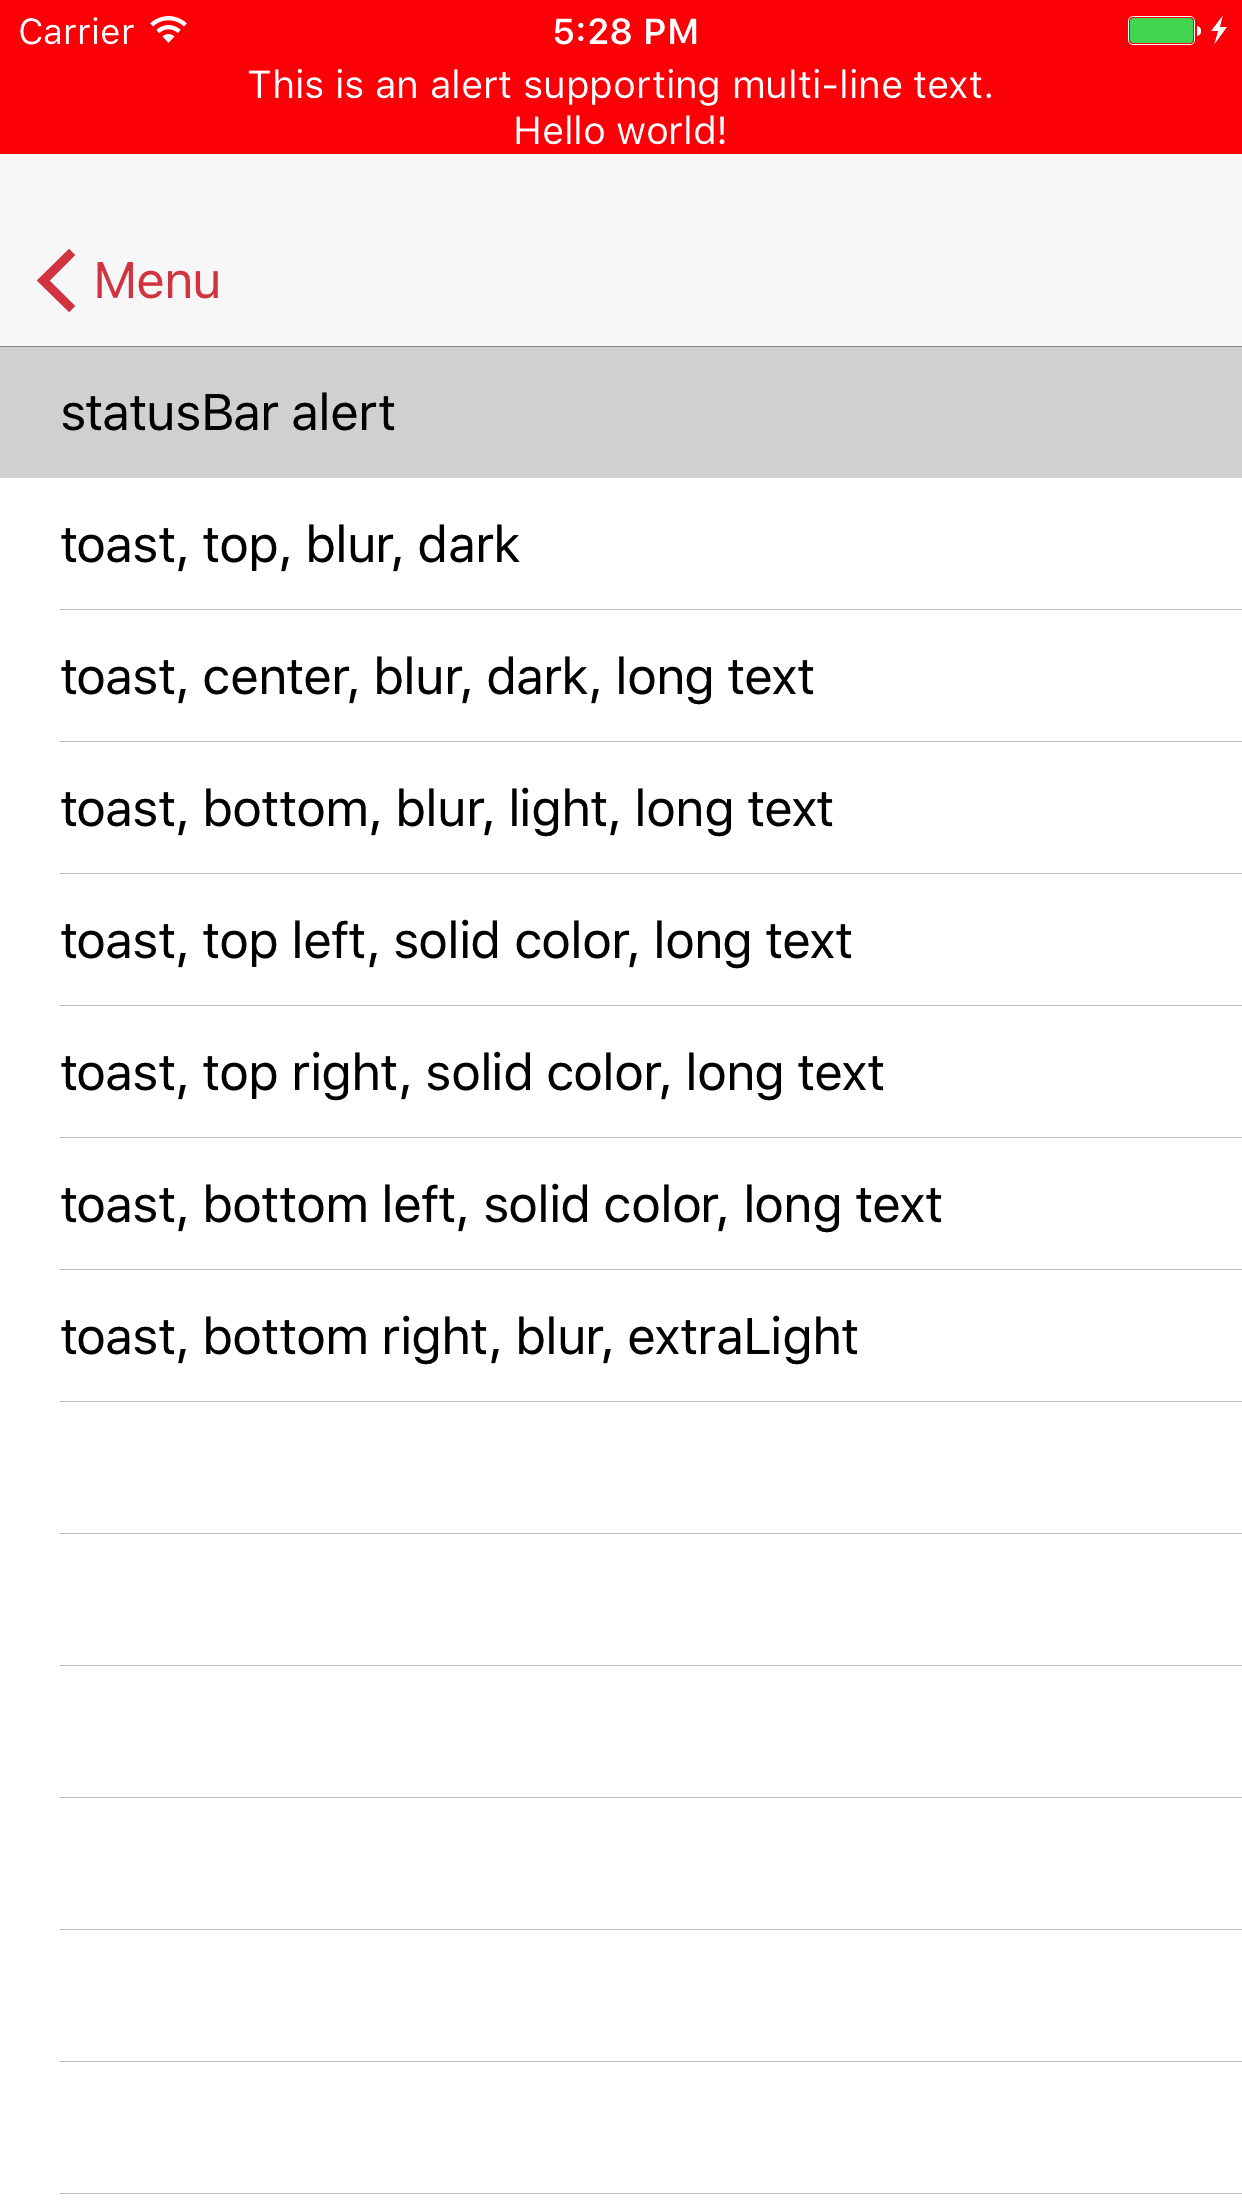 Carrier 5:28 PM
This is an alert supporting multi-line text.
Hello world!
Menu
statusBar alert
toast, top, blur, dark
toast, center, blur, dark, long text
toast, bottom, blur, light, long text
toast, top left, solid color, long text
toast, top right, solid color, long text
toast, bottom left, solid color, long text
toast, bottom right, blur, extraLight